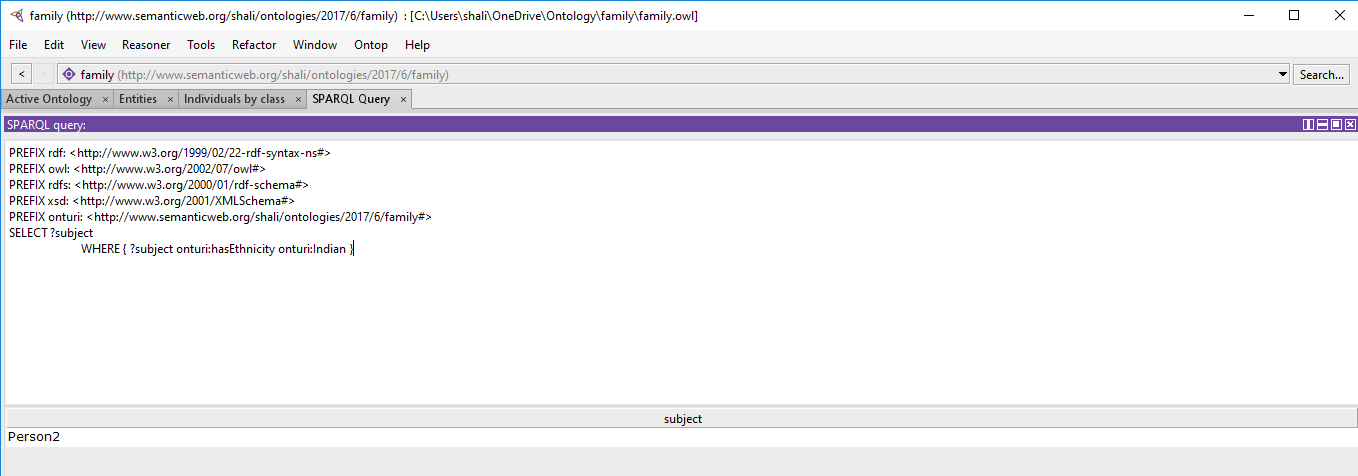 family (http://www.semanticweb.org/shali/ontologies/2017/6/family) : [C:\Users\shali\OneDrive\Ontology\family\family.owl]
File Edit View Reasoner Tools Refactor Window Ontop Help
< > family (http://www.semanticweb.org/shali/ontologies/2017/6/family) Search...
Active Ontology × Entities × Individuals by class × SPARQL Query ×
SPARQL query:
PREFIX rdf: <http://www.w3.org/1999/02/22-rdf-syntax-ns#>
PREFIX owl: <http://www.w3.org/2002/07/owl#>
PREFIX rdfs: <http://www.w3.org/2000/01/rdf-schema#>
PREFIX xsd: <http://www.w3.org/2001/XMLSchema#>
PREFIX onturi: <http://www.semanticweb.org/shali/ontologies/2017/6/family#>
SELECT ?subject
WHERE { ?subject onturi:hasEthnicity onturi:Indian }
subject
Person2